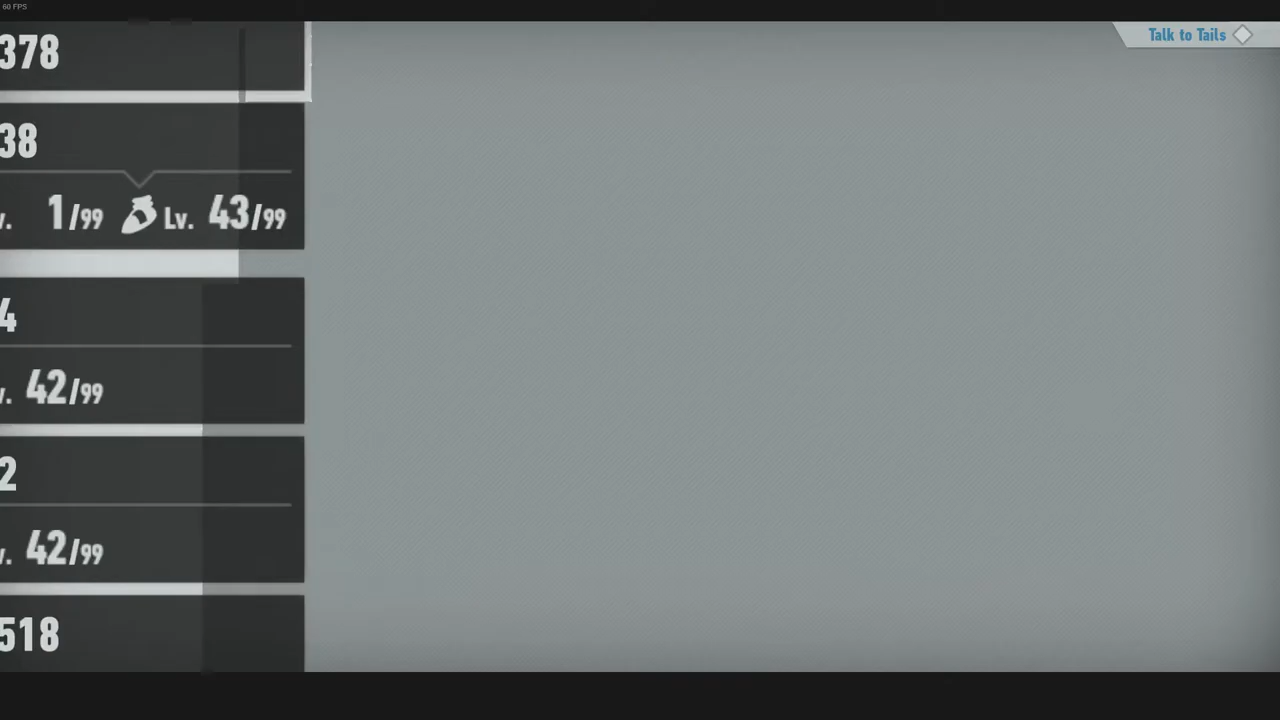 60 FPS
Talk to Tails
378
38
v. 1/99 Lv. 43/99
4
v. 42/99
2
v. 42/99
518